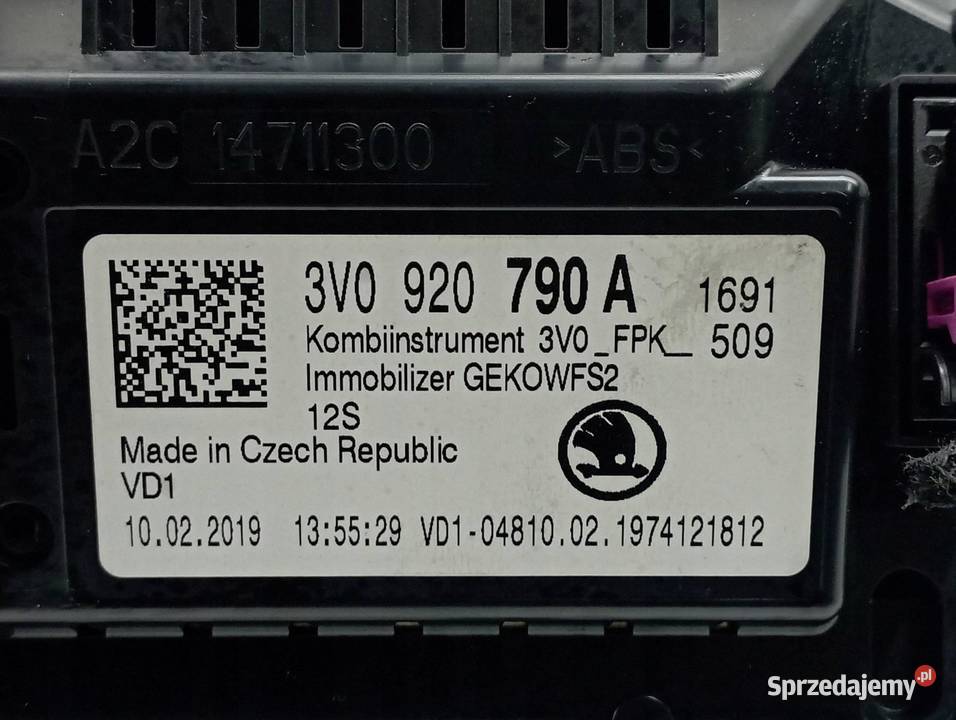 A2C 14711300 >ABS<
3V0 920 790 A 1691
Kombiinstrument 3V0_FPK__ 509
Immobilizer GEKOWFS2
12S
Made in Czech Republic
VD1
10.02.2019 13:55:29 VD1-04810.02.1974121812
Sprzedajemy.pl